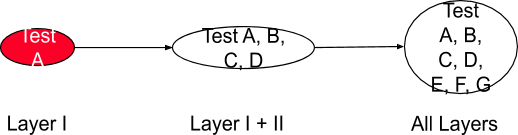 Test
A
Test A, B,
C, D
Test
A, B,
C, D,
E, F, G
Layer I
Layer I + II
All Layers